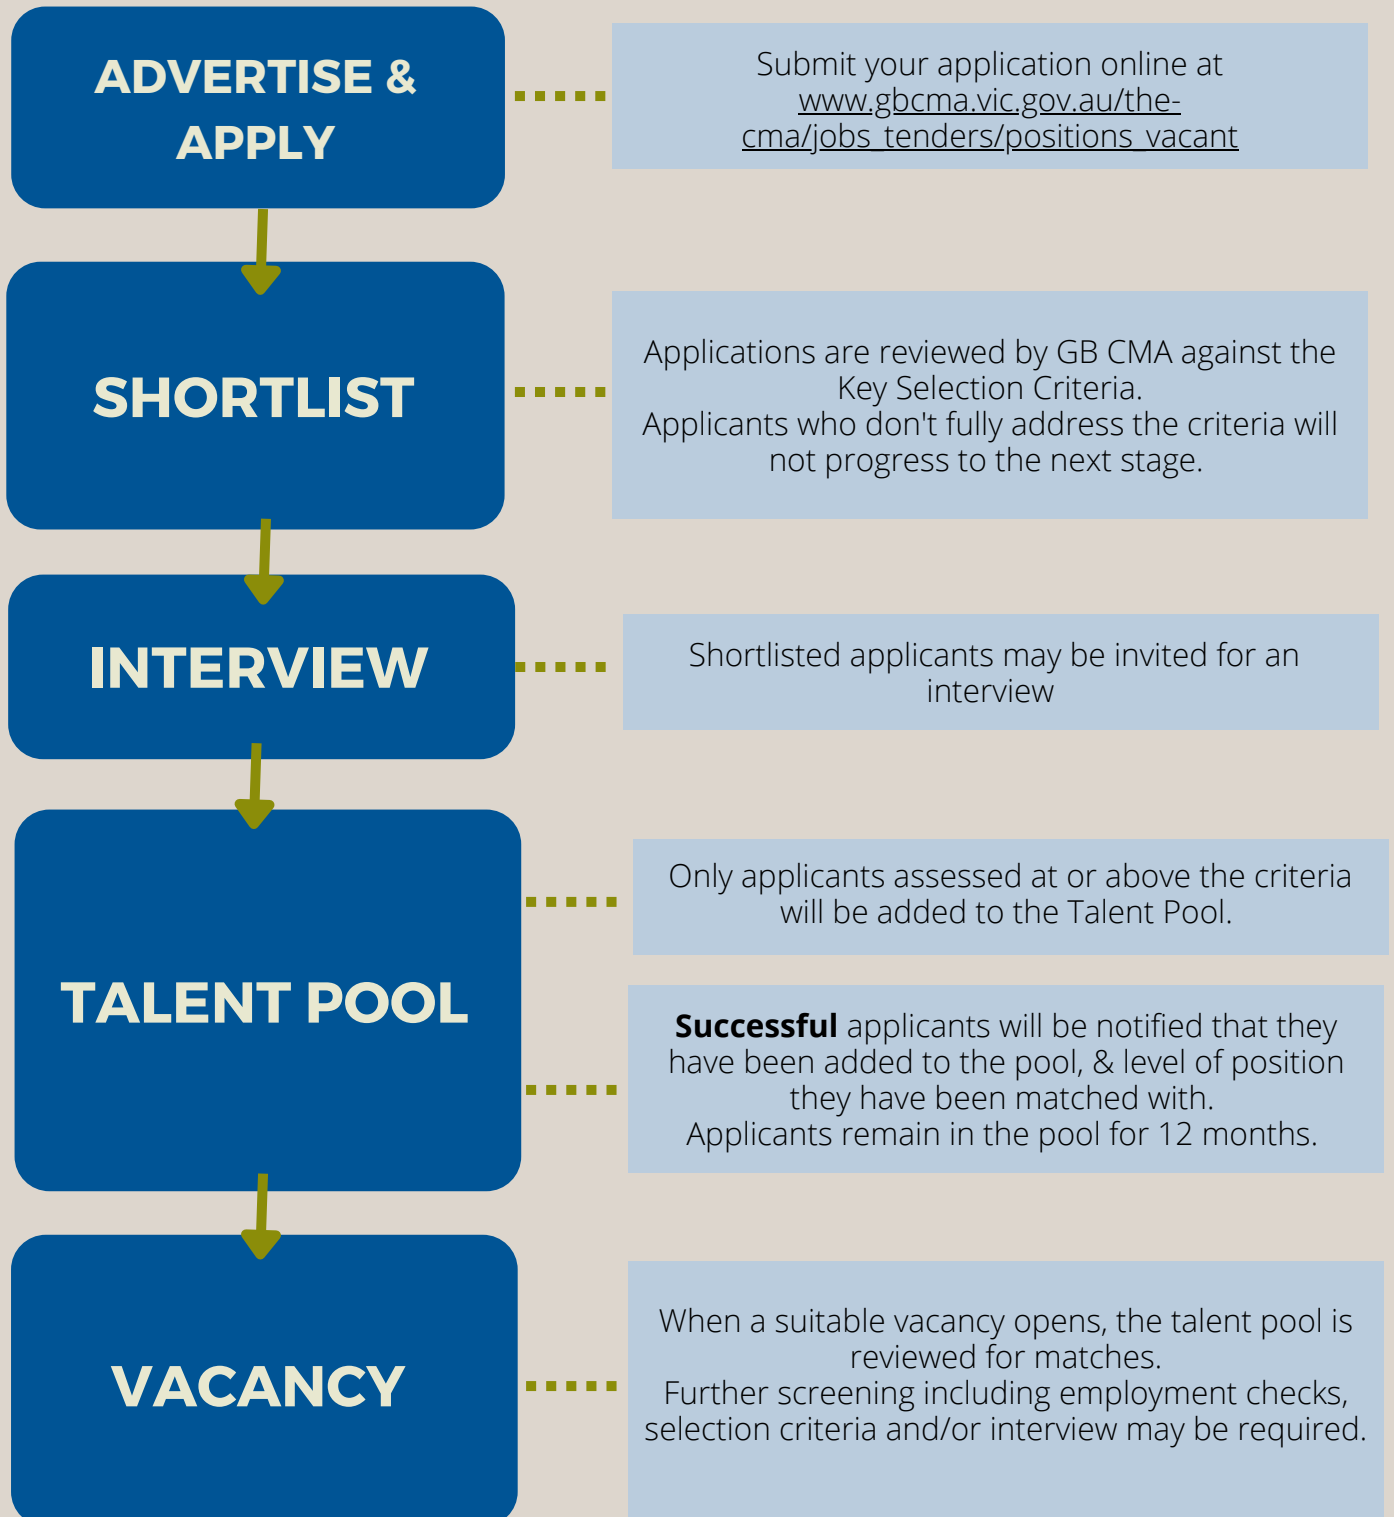 ADVERTISE &
APPLY
Submit your application online at
www.gbcma.vic.gov.au/the-
cma/jobs_tenders/positions_vacant
SHORTLIST
Applications are reviewed by GB CMA against the
Key Selection Criteria.
Applicants who don't fully address the criteria will
not progress to the next stage.
INTERVIEW
Shortlisted applicants may be invited for an
interview
TALENT POOL
Only applicants assessed at or above the criteria
will be added to the Talent Pool.
Successful applicants will be notified that they
have been added to the pool, & level of position
they have been matched with.
Applicants remain in the pool for 12 months.
VACANCY
When a suitable vacancy opens, the talent pool is
reviewed for matches.
Further screening including employment checks,
selection criteria and/or interview may be required.